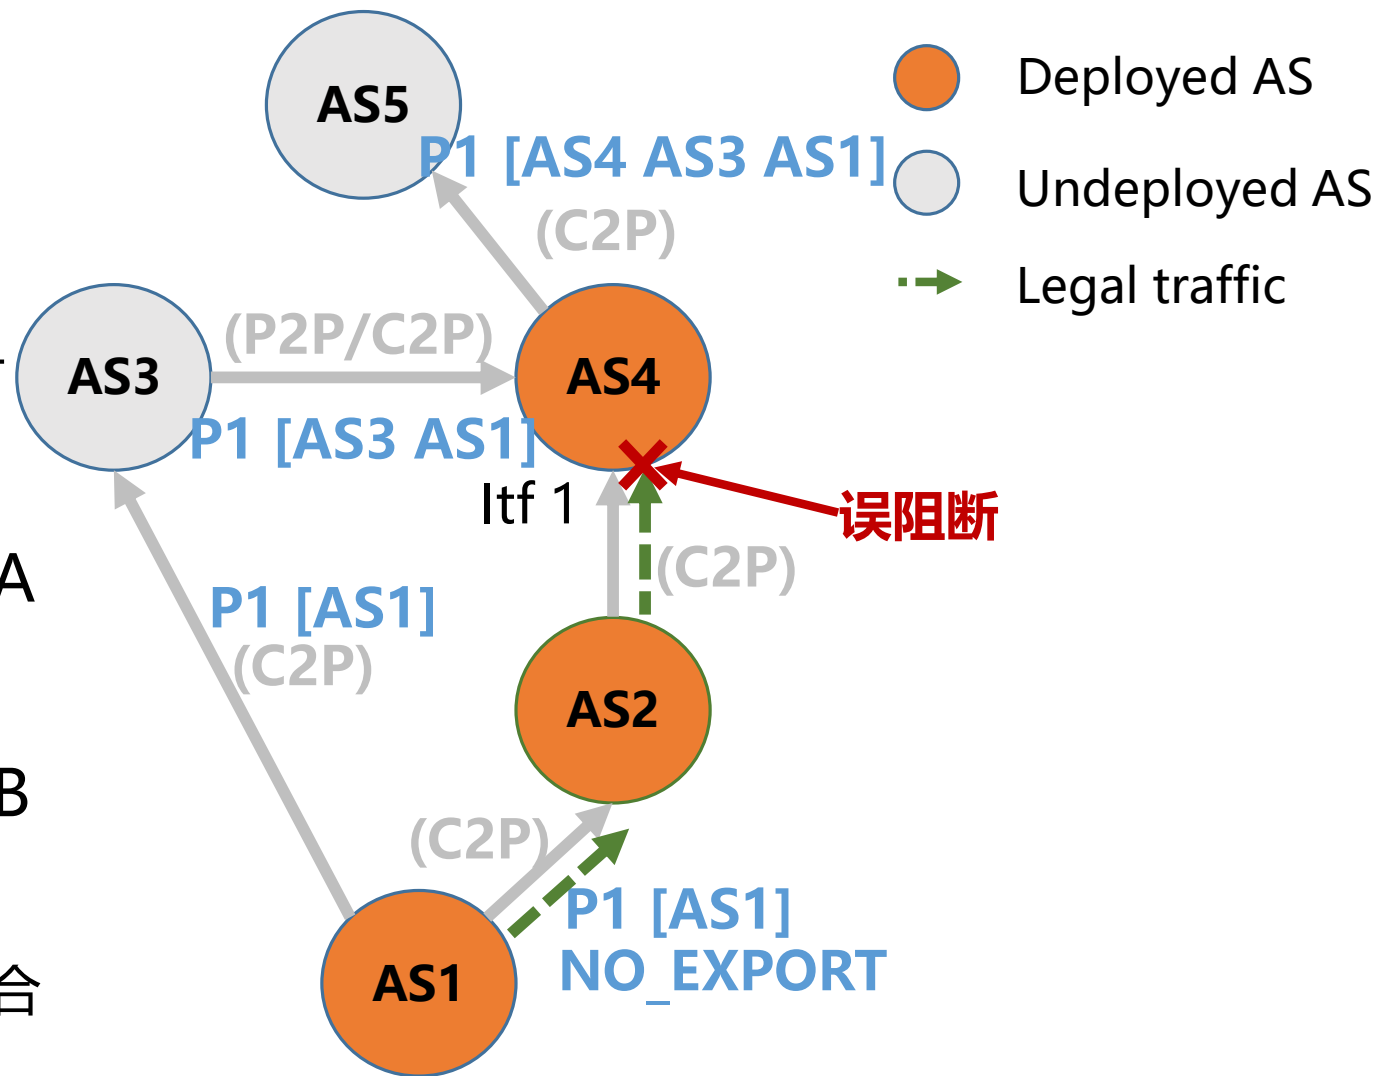 AS5
Deployed AS
P1 [AS4 AS3 AS1]
Undeployed AS
(C2P)
Legal traffic
(P2P/C2P)
AS3
AS4
P1 [AS3 AS1]
Itf 1
误阻断
(C2P)
A
P1 [AS1]
(C2P)
AS2
B
(C2P)
P1 [AS1]
NO_EXPORT
AS1
合